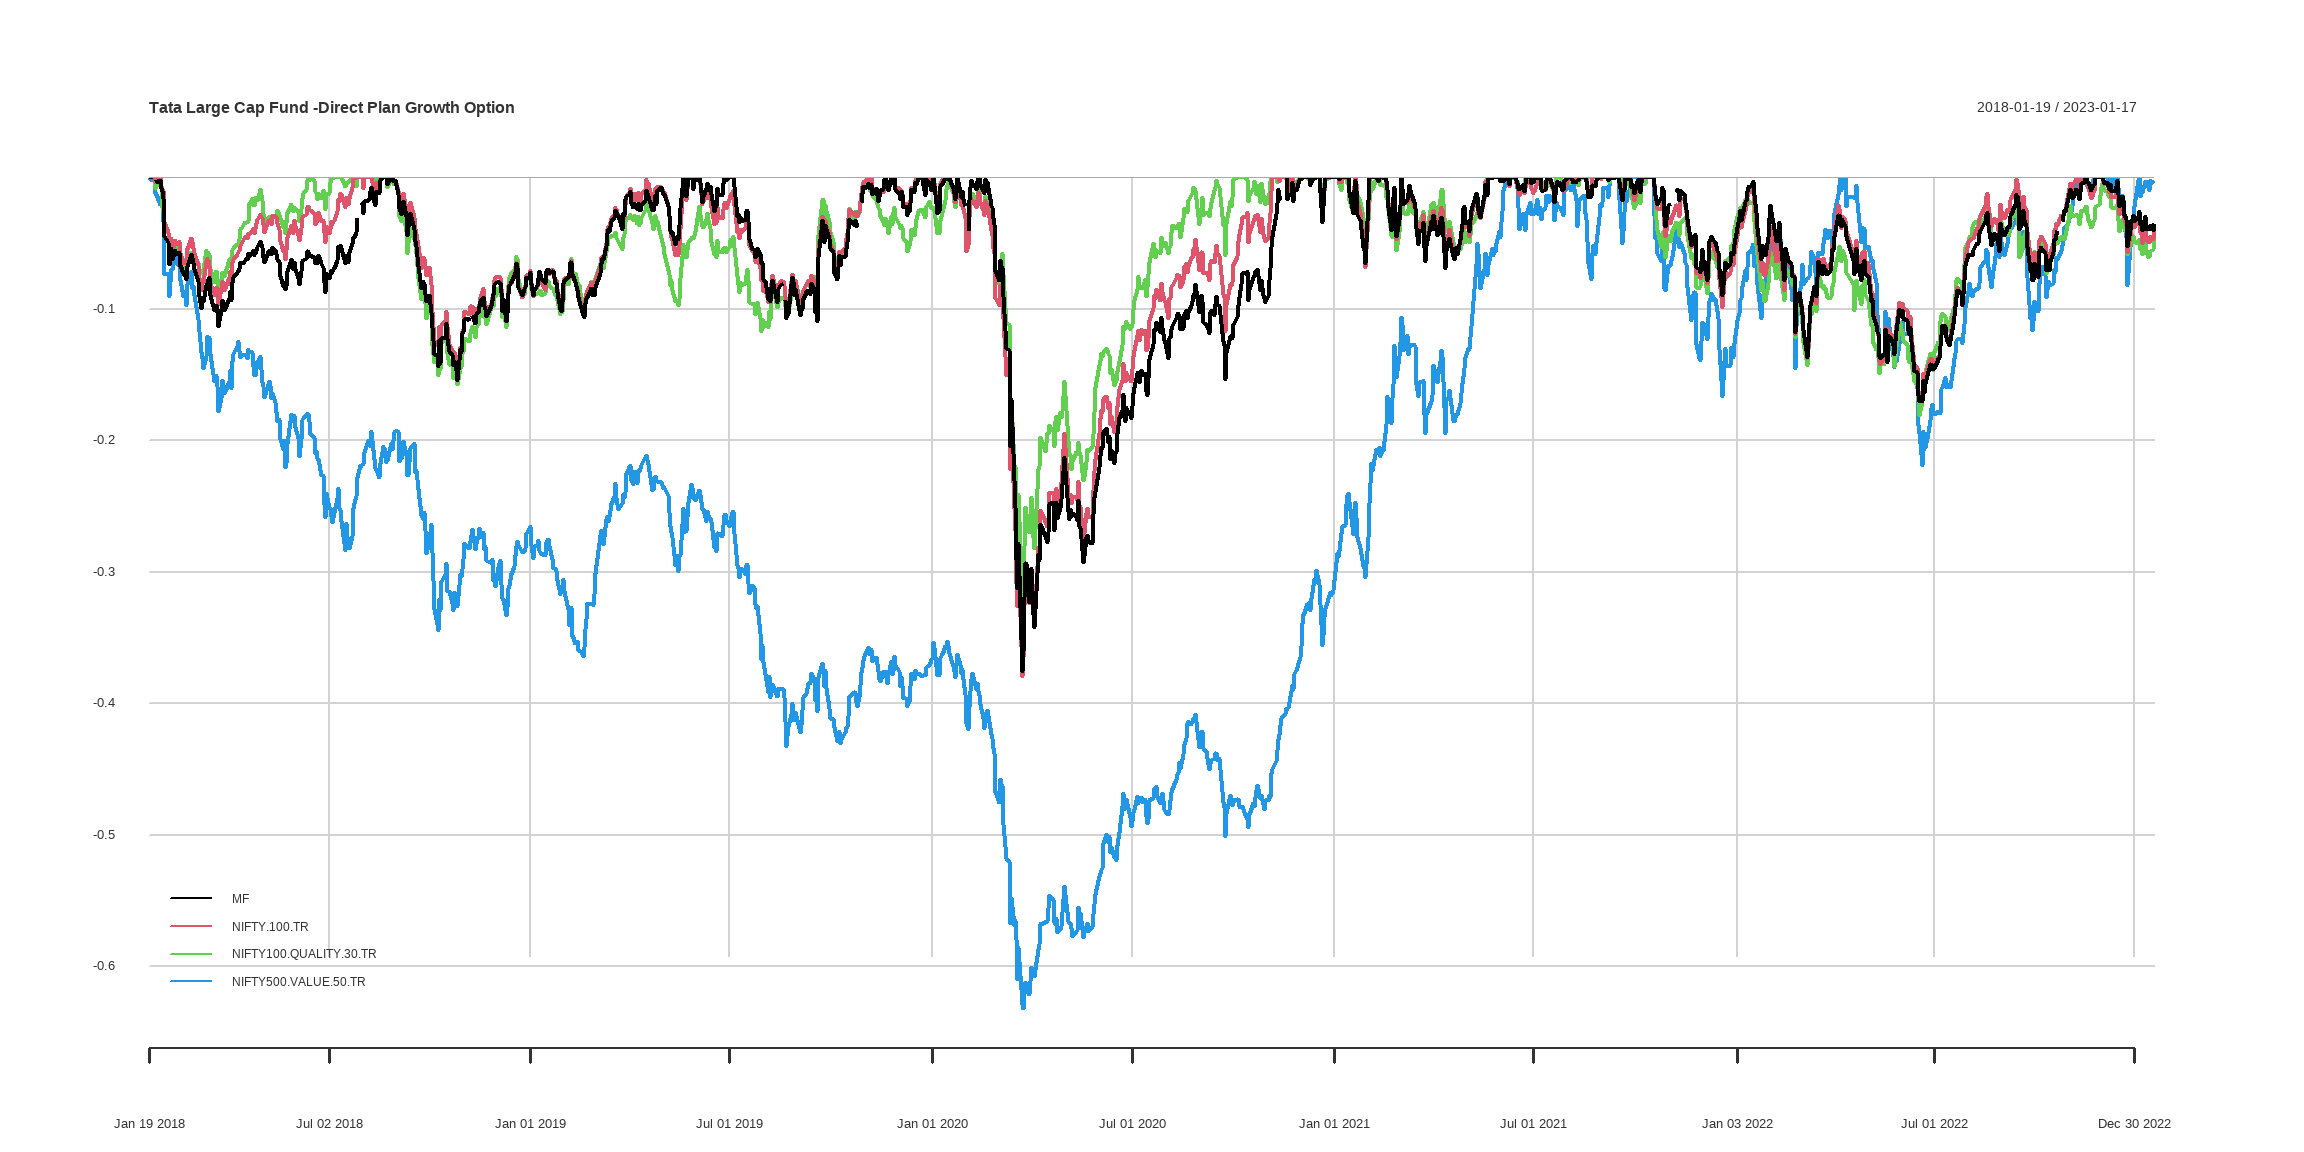 Tata Large Cap Fund -Direct Plan Growth Option
2018-01-19 / 2023-01-17
-0.1
-0.2
-0.3
-0.4
-0.5
-0.6
MF
NIFTY.100.TR
NIFTY100.QUALITY.30.TR
NIFTY500.VALUE.50.TR
Jan 19 2018 Jul 02 2018 Jan 01 2019 Jul 01 2019 Jan 01 2020 Jul 01 2020 Jan 01 2021 Jul 01 2021 Jan 03 2022 Jul 01 2022 Dec 30 2022